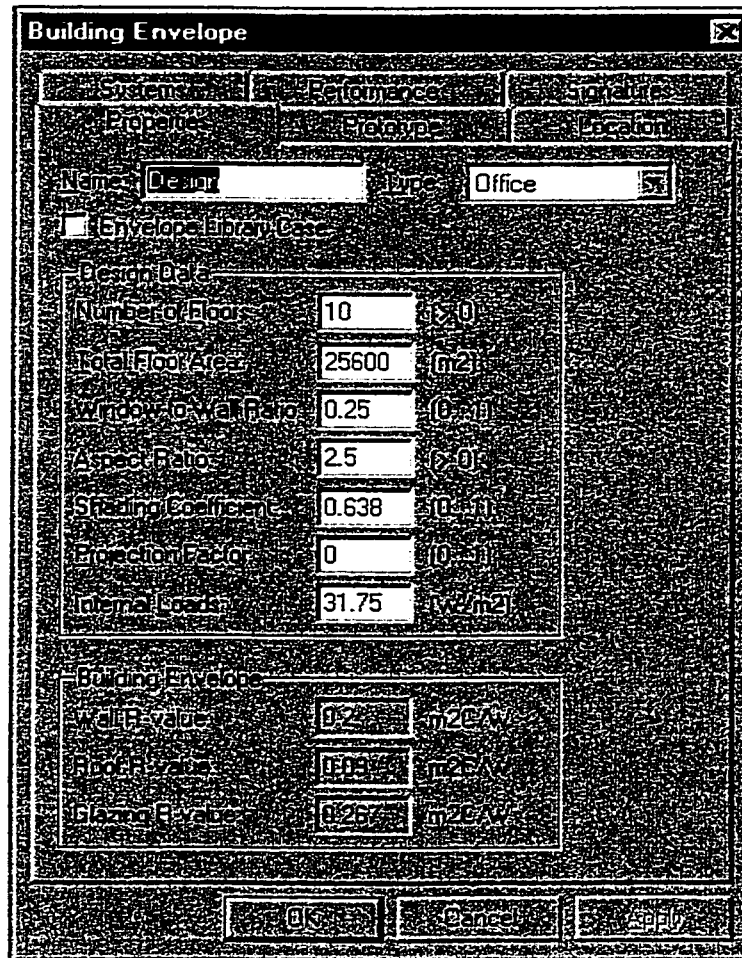 Building Envelope
Systems Performance Signatures
Properties Prototype Location
Name: Design Type: Office
Envelope Library Case
Design Data
Number of Floors: 10 (> 0)
Total Floor Area: 25600 (m2)
Window to Wall Ratio: 0.25 (0...1)
Aspect Ratio: 2.5 (> 0)
Shading Coefficient: 0.638 (0...1)
Projection Factor: 0 (0...1)
Internal Loads: 31.75 (W/m2)
Building Envelope
Wall R-value: m2C/W
Roof R-value: m2C/W
Glazing R-value: 0.267 m2C/W
OK Cancel Apply